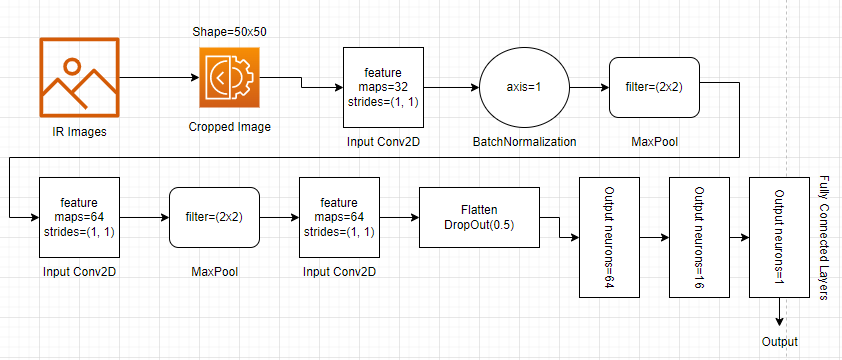 Shape=50x50
IR Images
Cropped Image
feature
maps=32
strides=(1, 1)
Input Conv2D
axis=1
BatchNormalization
filter=(2x2)
MaxPool
feature
maps=64
strides=(1, 1)
Input Conv2D
filter=(2x2)
MaxPool
feature
maps=64
strides=(1, 1)
Input Conv2D
Flatten
DropOut(0.5)
Output neurons=64
Output neurons=16
Output neurons=1
Fully Connected Layers
Output